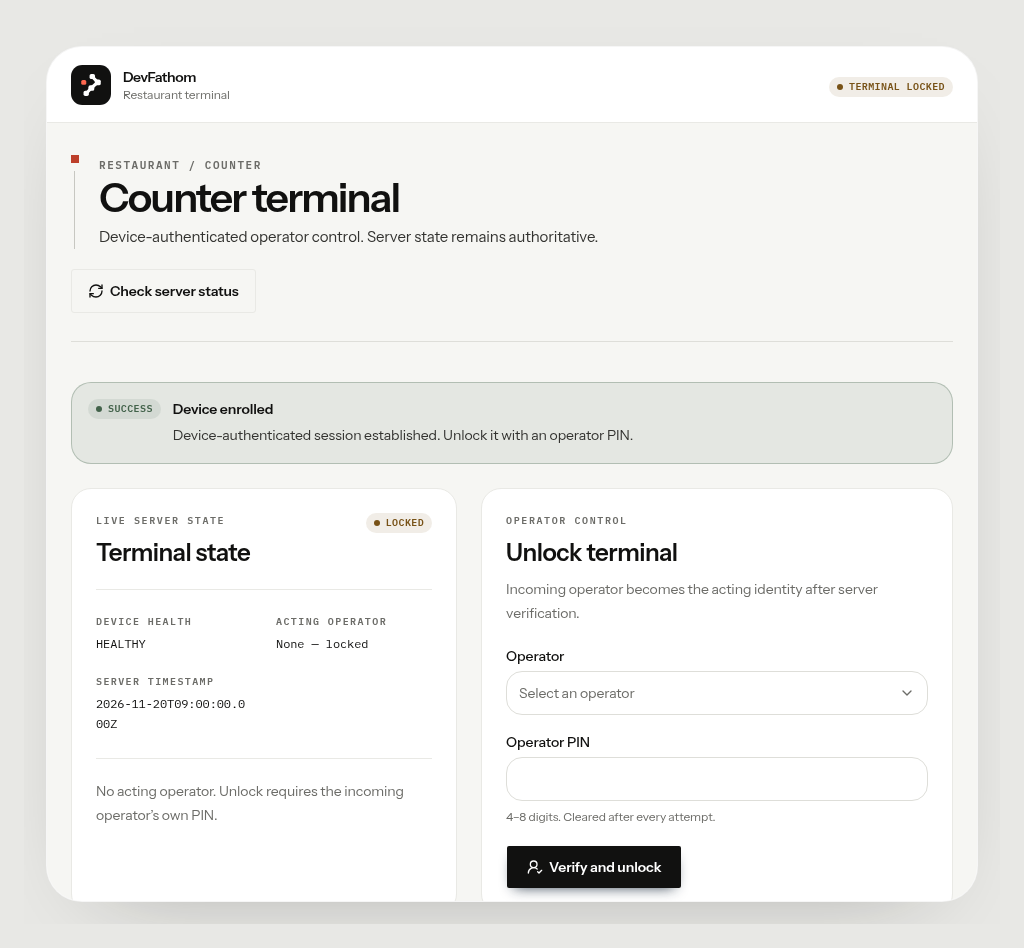 DevFathom
Restaurant terminal
TERMINAL LOCKED
RESTAURANT / COUNTER
Counter terminal
Device-authenticated operator control. Server state remains authoritative.
Check server status
SUCCESS
Device enrolled
Device-authenticated session established. Unlock it with an operator PIN.
LIVE SERVER STATE
LOCKED
Terminal state
DEVICE HEALTH
HEALTHY
ACTING OPERATOR
None — locked
SERVER TIMESTAMP
2026-11-20T09:00:00.0
00Z
No acting operator. Unlock requires the incoming
operator's own PIN.
OPERATOR CONTROL
Unlock terminal
Incoming operator becomes the acting identity after server
verification.
Operator
Select an operator
Operator PIN
4–8 digits. Cleared after every attempt.
Verify and unlock